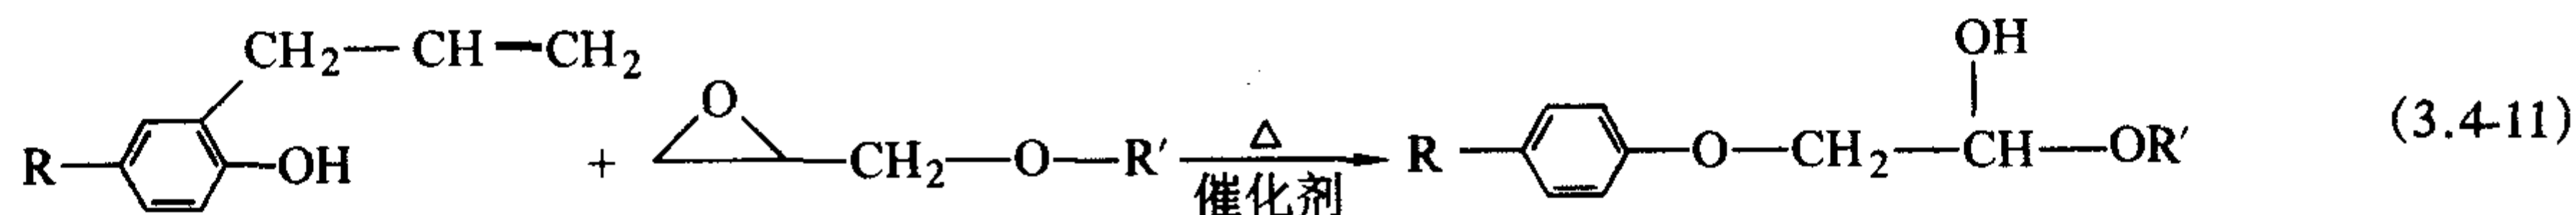 CH₂—CH—CH₂
R—OH + O CH₂—O—R′ △ 催化剂 R—O—CH₂—CH—OR′ (3.4-11)
OH